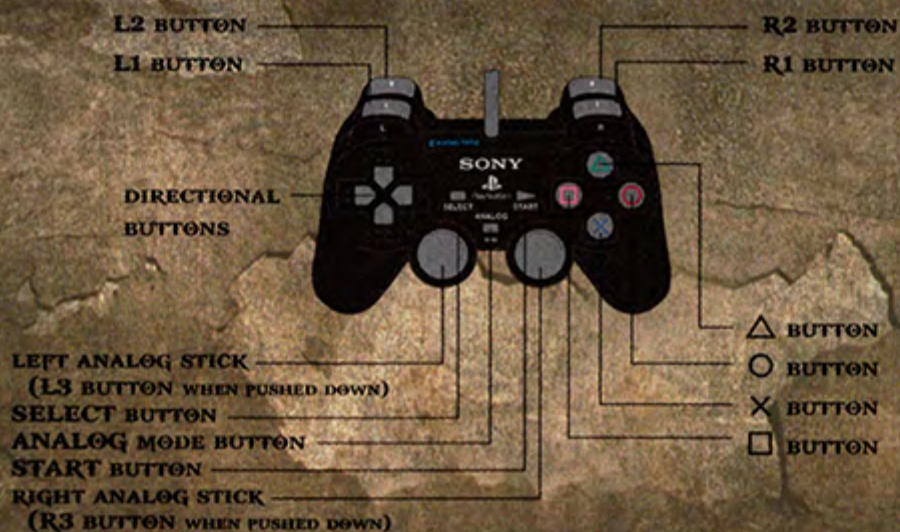 L2 BUTTON
L1 BUTTON
R2 BUTTON
R1 BUTTON
SONY
SELECT
START
ANALOG
DIRECTIONAL
BUTTONS
△ BUTTON
○ BUTTON
✕ BUTTON
□ BUTTON
LEFT ANALOG STICK
(L3 BUTTON WHEN PUSHED DOWN)
SELECT BUTTON
ANALOG MODE BUTTON
START BUTTON
RIGHT ANALOG STICK
(R3 BUTTON WHEN PUSHED DOWN)